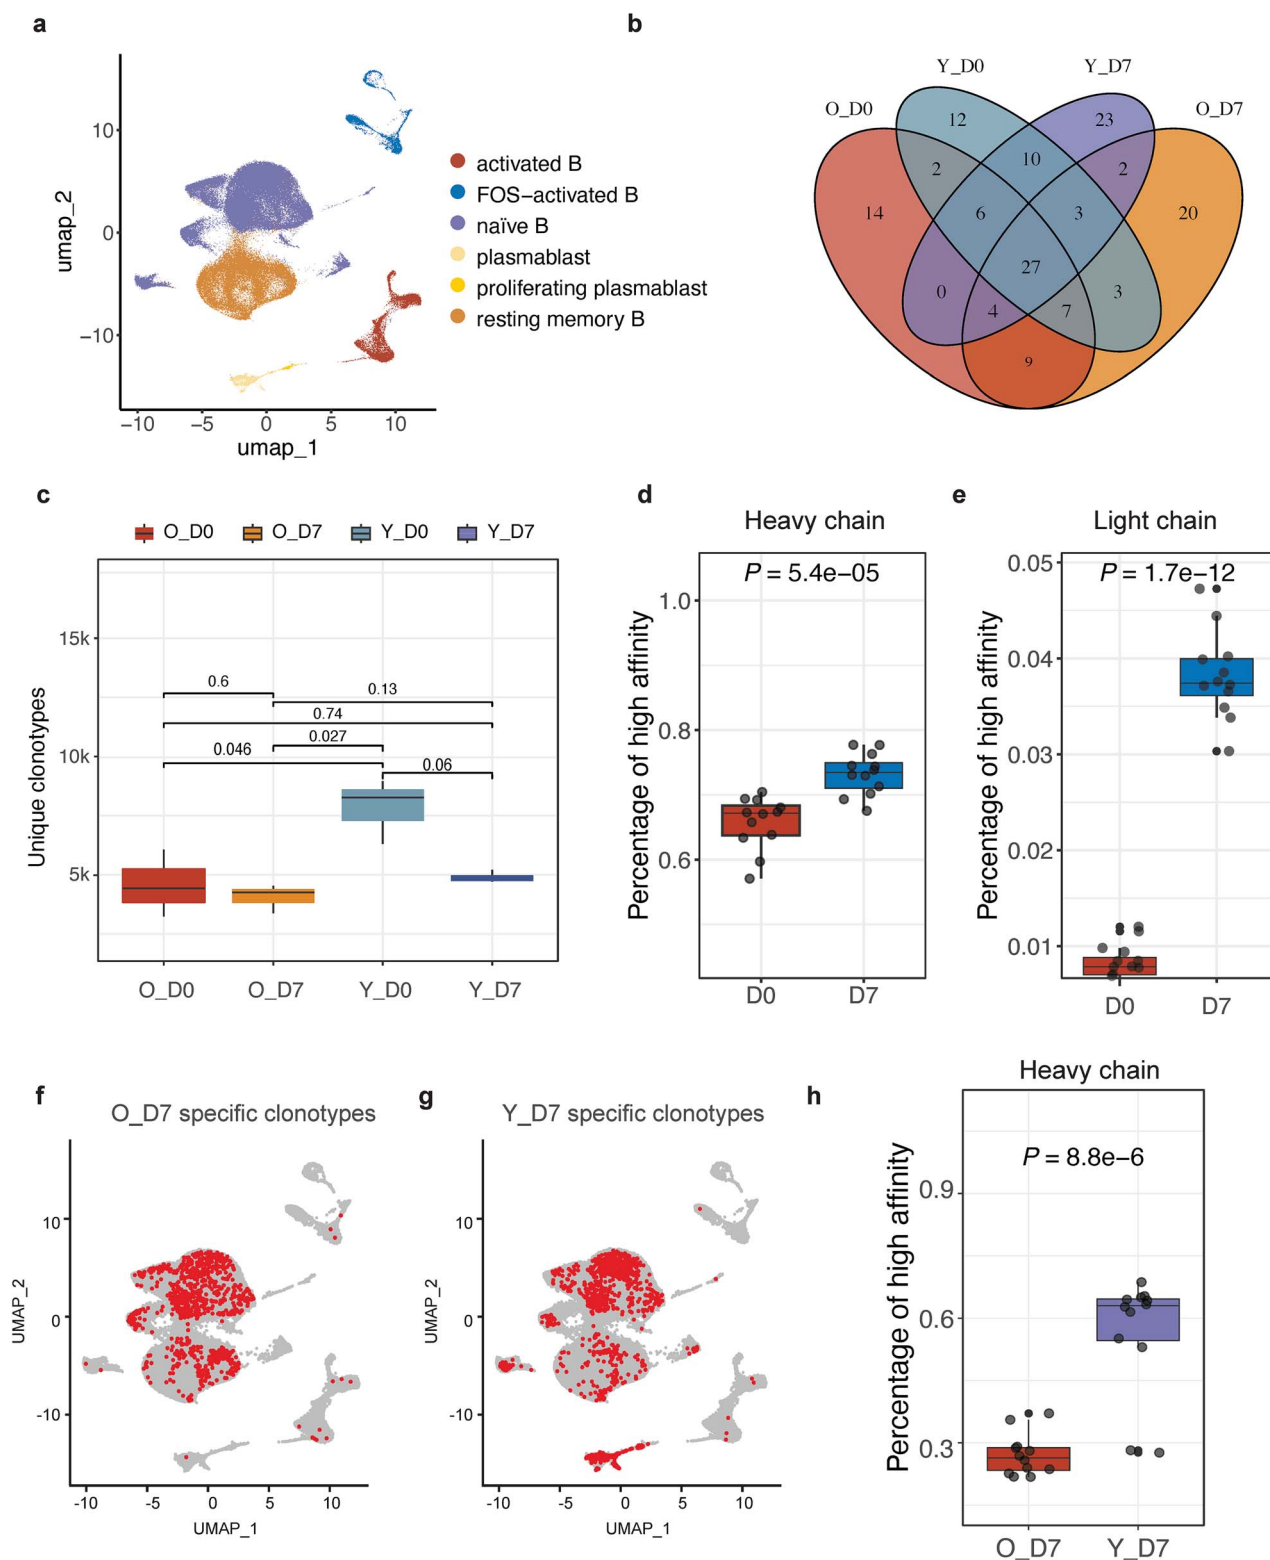 a
10
0
−10
−10 −5 0 5 10
umap_1
umap_2
activated B
FOS−activated B
naïve B
plasmablast
proliferating plasmablast
resting memory B
b
Y_D0 Y_D7
O_D0 O_D7
12 23
2 10 2
14 6 3 20
27
0 3
4 7
9
c
O_D0 O_D7 Y_D0 Y_D7
Unique clonotypes
15k
10k
5k
0.6
0.13
0.74
0.027
0.046
0.06
O_D0 O_D7 Y_D0 Y_D7
d
Heavy chain
P = 5.4e−05
Percentage of high affinity
1.0
0.8
0.6
D0 D7
e
Light chain
P = 1.7e−12
Percentage of high affinity
0.05
0.04
0.03
0.02
0.01
D0 D7
f
O_D7 specific clonotypes
UMAP_2
10
0
-10
-10 -5 0 5 10
UMAP_1
g
Y_D7 specific clonotypes
UMAP_2
10
0
-10
-10 -5 0 5 10
UMAP_1
h
Heavy chain
P = 8.8e−6
Percentage of high affinity
0.9
0.6
0.3
O_D7 Y_D7